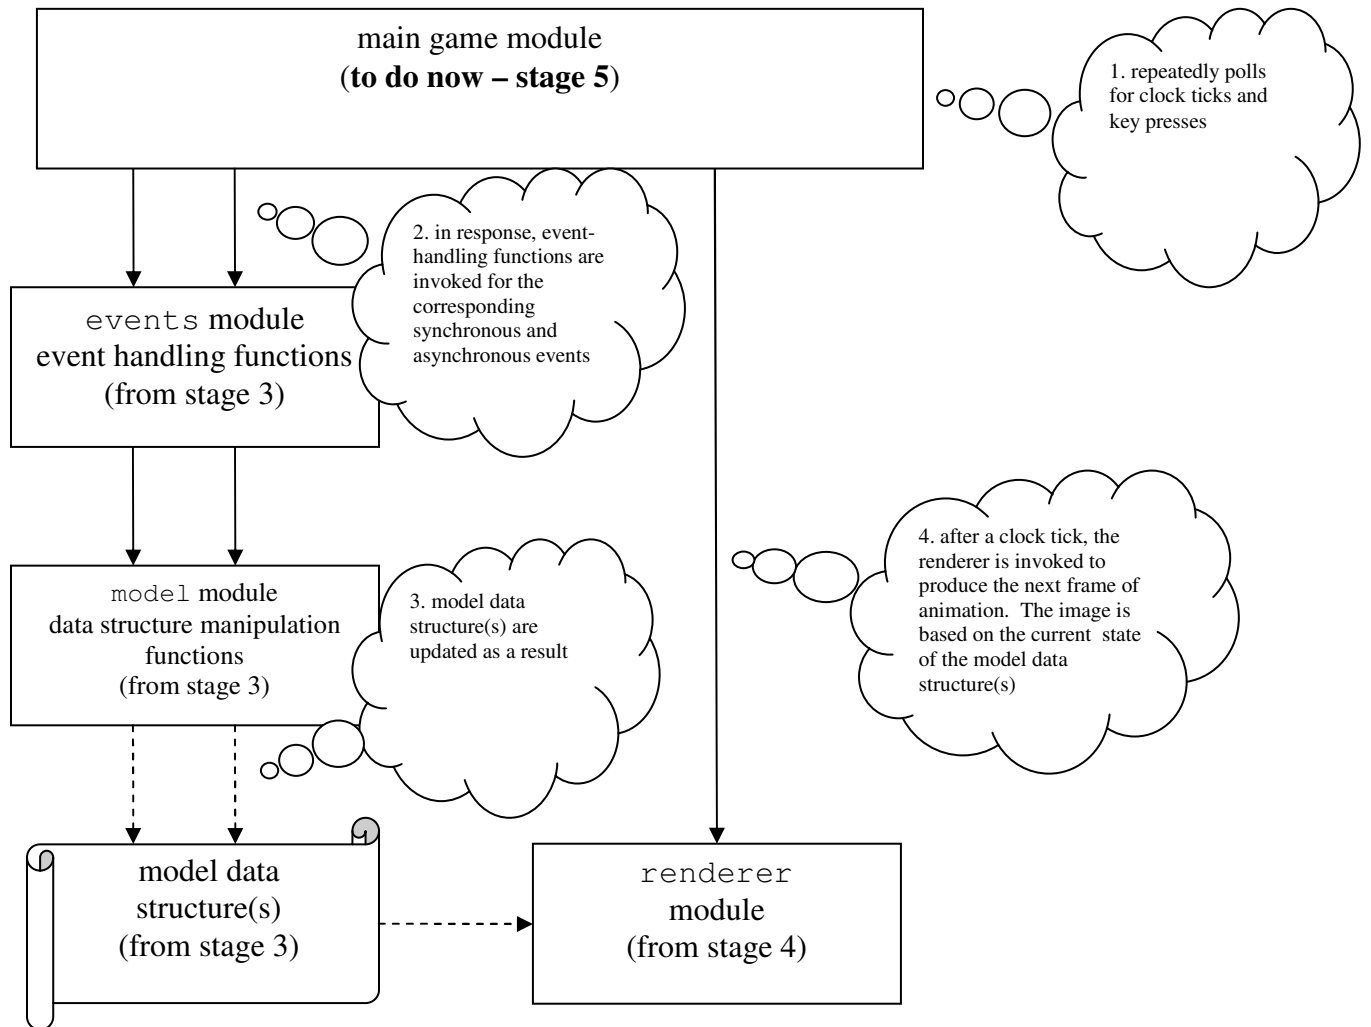 main game module
(to do now – stage 5)
1. repeatedly polls
for clock ticks and
key presses
2. in response, event-
handling functions are
invoked for the
corresponding
synchronous and
asynchronous events
events module
event handling functions
(from stage 3)
4. after a clock tick, the
renderer is invoked to
produce the next frame of
animation. The image is
based on the current state
of the model data
structure(s)
3. model data
structure(s) are
updated as a result
model module
data structure manipulation
functions
(from stage 3)
model data
structure(s)
(from stage 3)
renderer
module
(from stage 4)